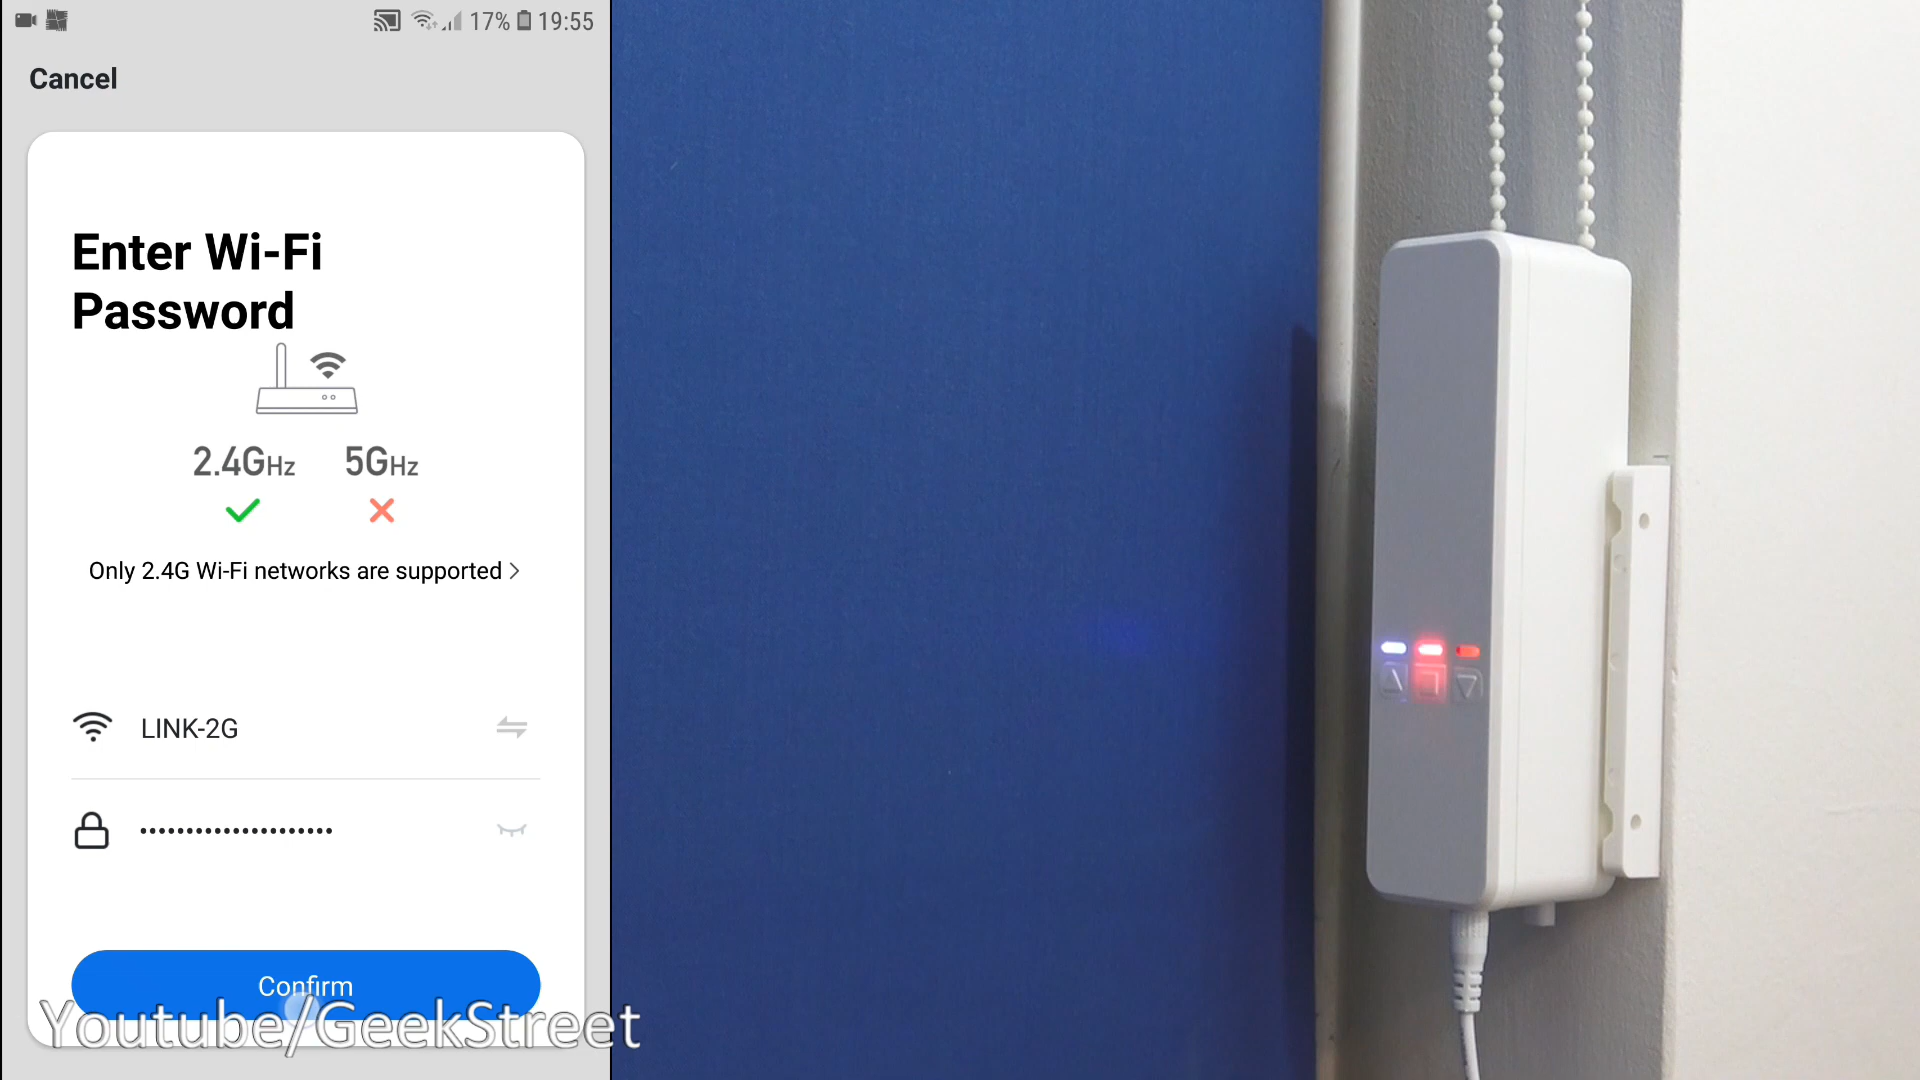 17% 19:55
Cancel
Enter Wi-Fi
Password
2.4GHz 5GHz
Only 2.4G Wi-Fi networks are supported >
LINK-2G
•••••••••••••••••••••
Confirm
Youtube/GeekStreet